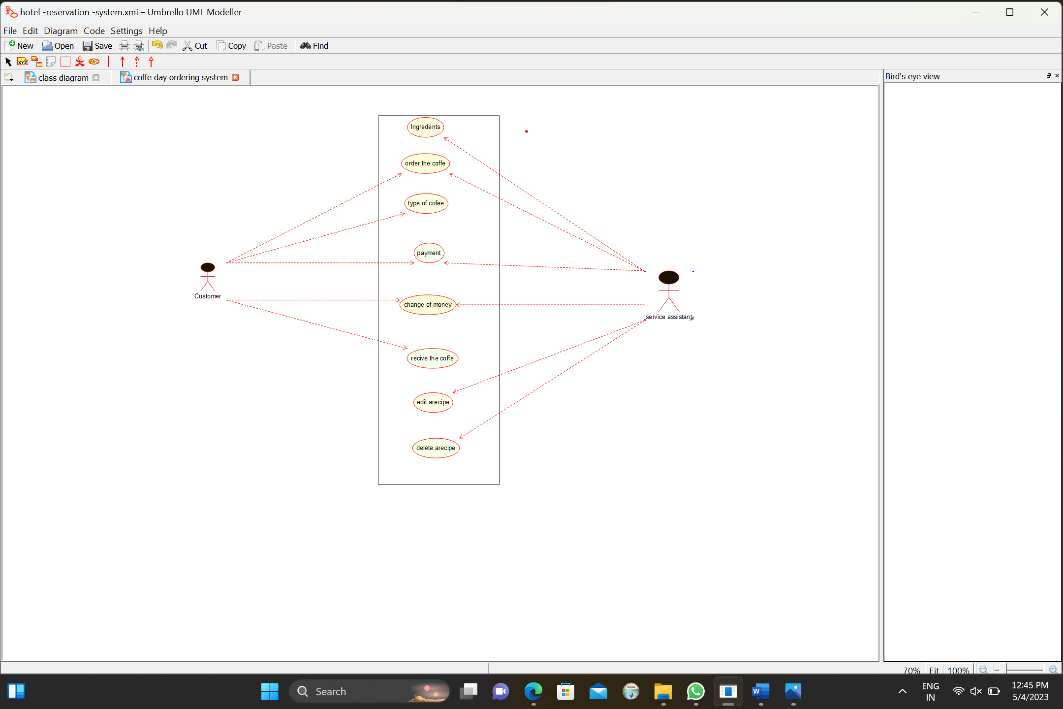 hotel -reservation -system.xmi – Umbrello UML Modeller
File Edit Diagram Code Settings Help
New Open Save Cut Copy Paste Find
class diagram coffe day ordering system
Bird's eye view
Ingredents
order the coffe
type of cofee
payment
Customer
change of money
service assistant
recive the coffe
edit arecipe
delete arecipe
70% Fit 100%
Search
ENG
IN
12:45 PM
5/4/2023